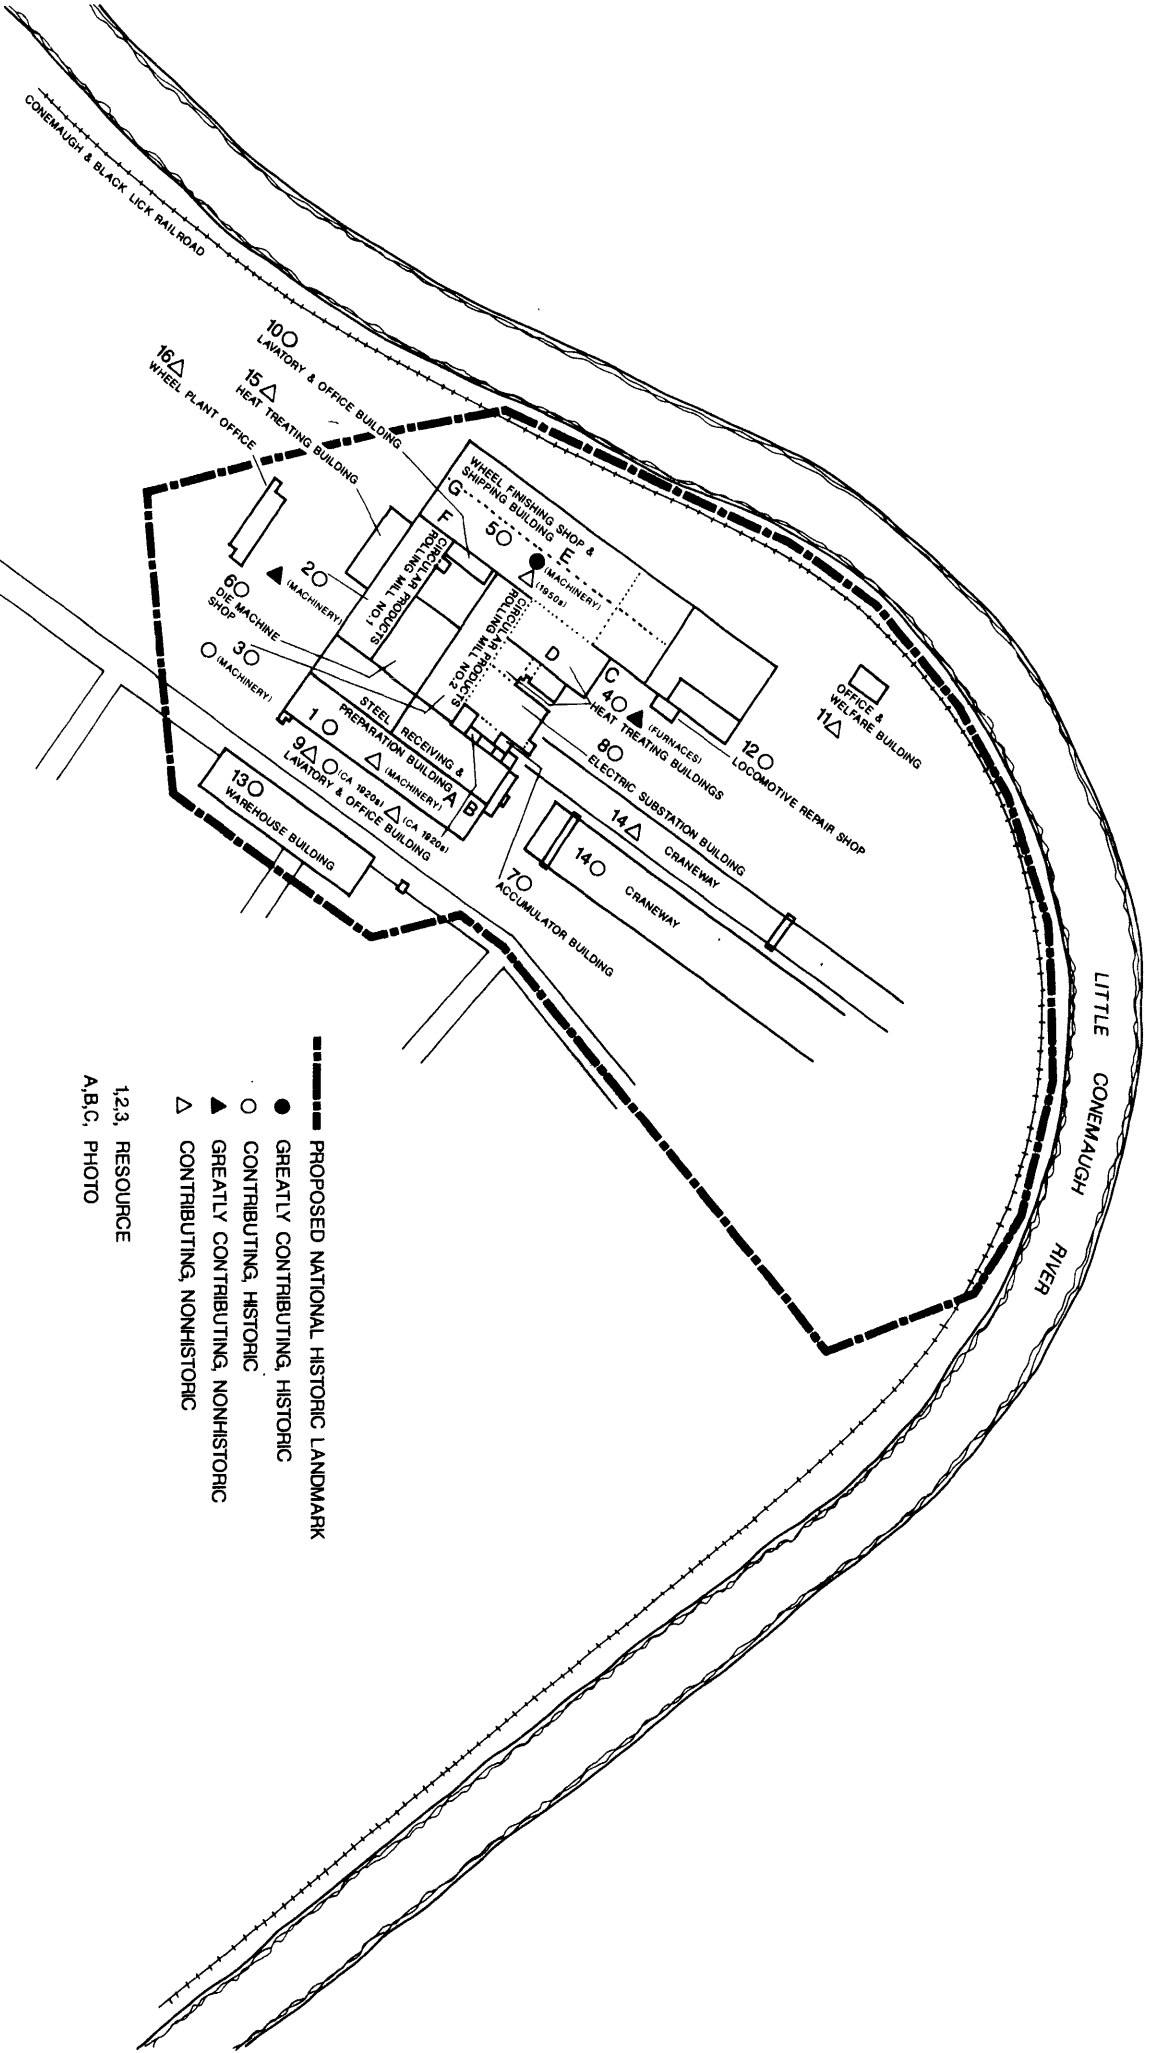 CONEMAUGH & BLACK LICK RAILROAD
LITTLE CONEMAUGH RIVER
10
LAVATORY & OFFICE BUILDING
15
HEAT TREATING BUILDING
16
WHEEL PLANT OFFICE
WHEEL FINISHING SHOP &
SHIPPING BUILDING
G
5
E
(MACHINERY)
(1950s)
F
CIRCULAR PRODUCTS
ROLLING MILL NO.1
2
(MACHINERY)
CIRCULAR PRODUCTS
ROLLING MILL NO.2
D
C
4
(FURNACES)
HEAT TREATING BUILDINGS
OFFICE &
WELFARE BUILDING
11
12
LOCOMOTIVE REPAIR SHOP
8
ELECTRIC SUBSTATION BUILDING
6
DIE MACHINE
SHOP
3
(MACHINERY)
STEEL RECEIVING &
PREPARATION BUILDING
1
(MACHINERY)
A
B
9
(CA 1920s)
(CA 1920s)
LAVATORY & OFFICE BUILDING
14
CRANEWAY
14
CRANEWAY
7
ACCUMULATOR BUILDING
13
WAREHOUSE BUILDING
PROPOSED NATIONAL HISTORIC LANDMARK
GREATLY CONTRIBUTING, HISTORIC
CONTRIBUTING, HISTORIC
GREATLY CONTRIBUTING, NONHISTORIC
CONTRIBUTING, NONHISTORIC
1,2,3, RESOURCE
A,B,C, PHOTO